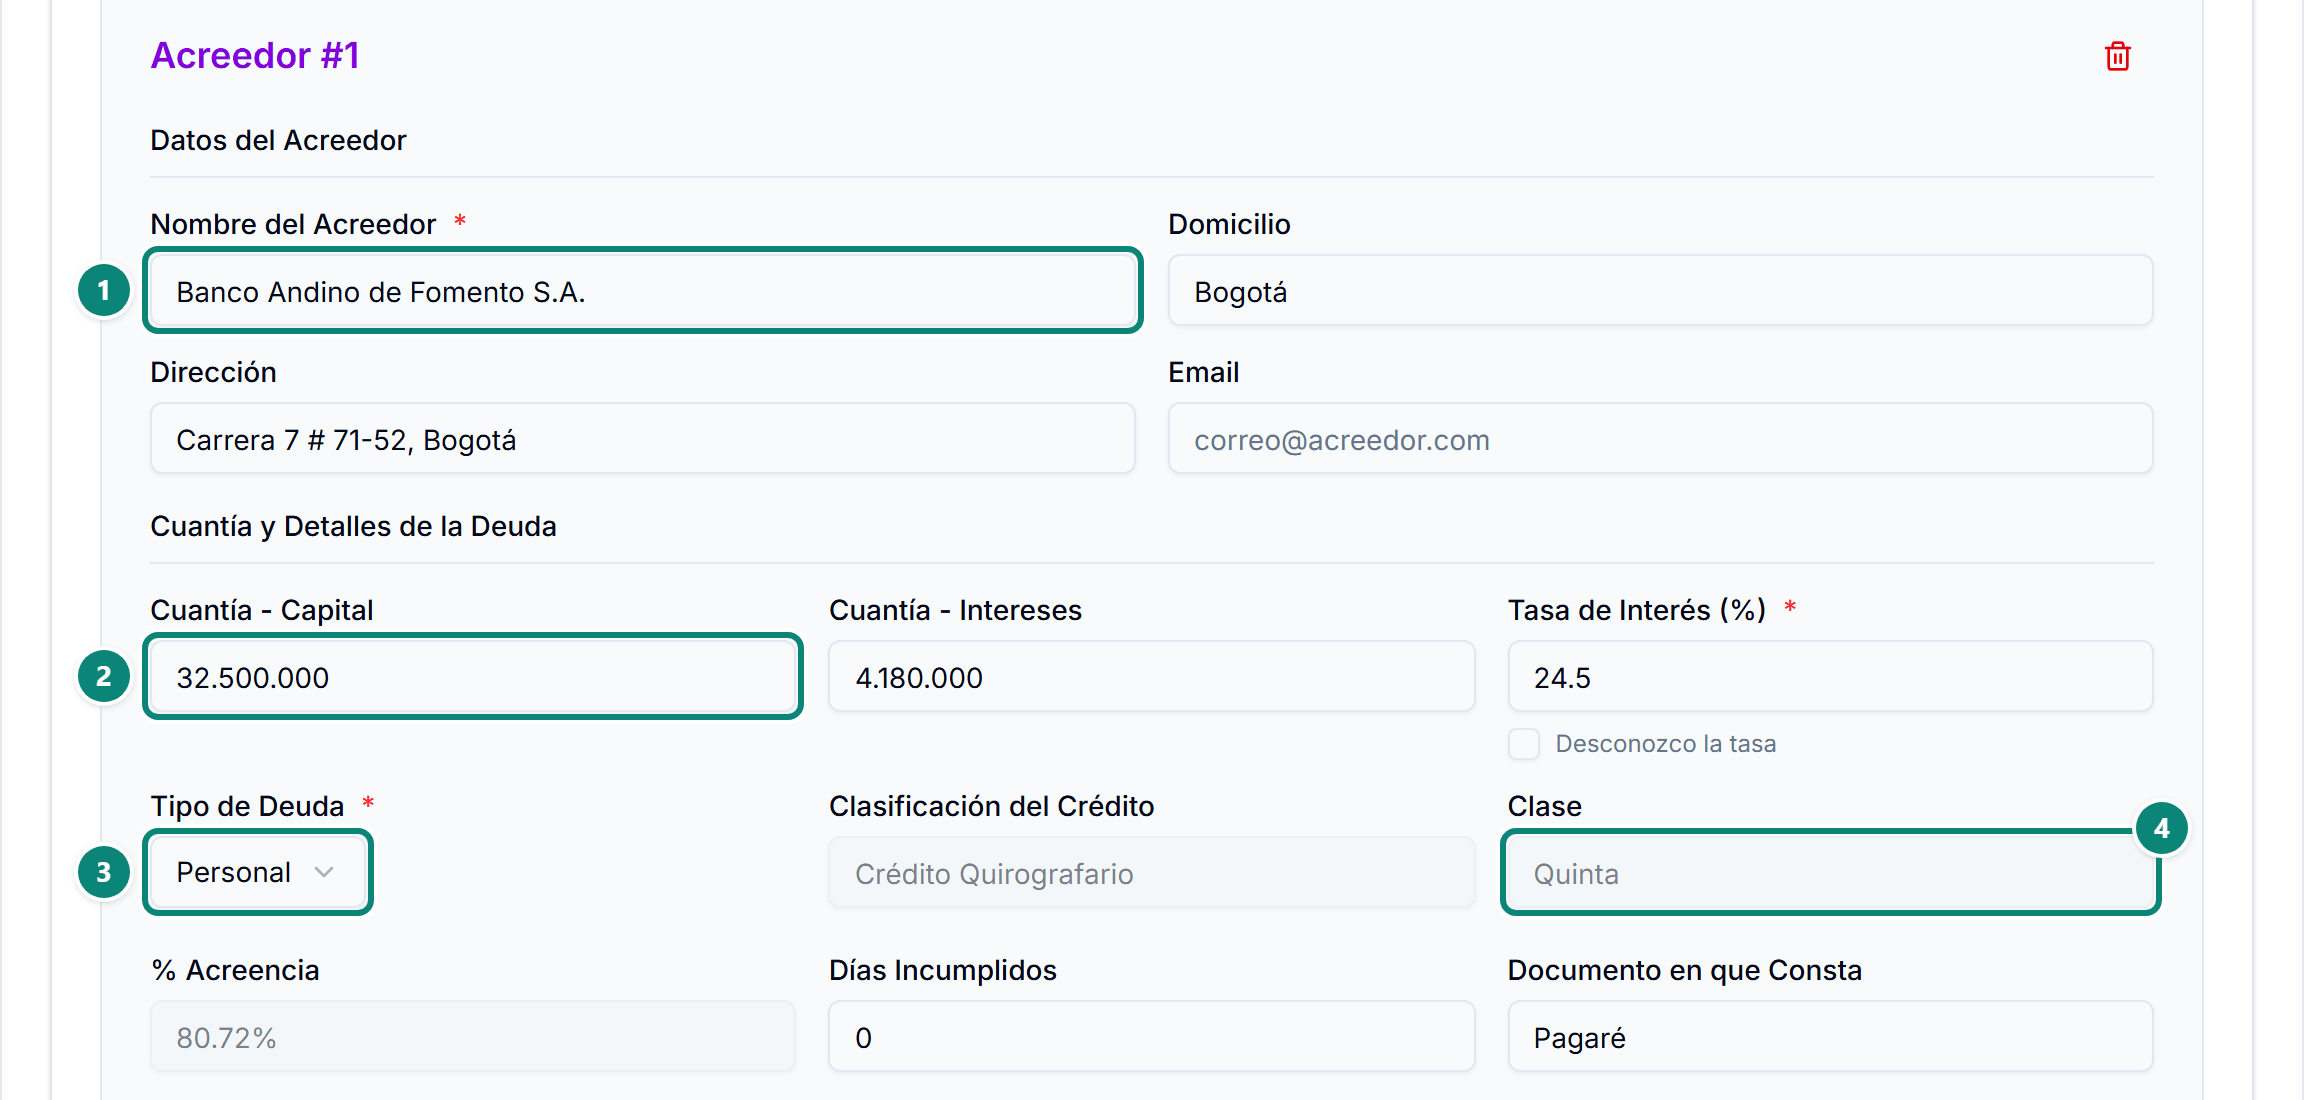 Acreedor #1
Datos del Acreedor
Nombre del Acreedor *
Domicilio
1
Banco Andino de Fomento S.A.
Bogotá
Dirección
Email
Carrera 7 # 71-52, Bogotá
correo@acreedor.com
Cuantía y Detalles de la Deuda
Cuantía - Capital
Cuantía - Intereses
Tasa de Interés (%) *
2
32.500.000
4.180.000
24.5
Desconozco la tasa
Tipo de Deuda *
Clasificación del Crédito
Clase
3
Personal
Crédito Quirografario
Quinta
4
% Acreencia
Días Incumplidos
Documento en que Consta
80.72%
0
Pagaré